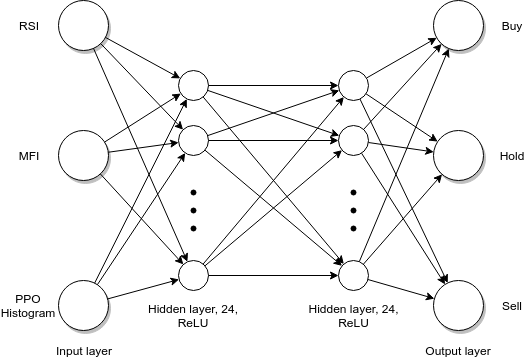 RSI
Buy
MFI
Hold
PPO
Histogram
Sell
Hidden layer, 24,
ReLU
Hidden layer, 24,
ReLU
Input layer
Output layer